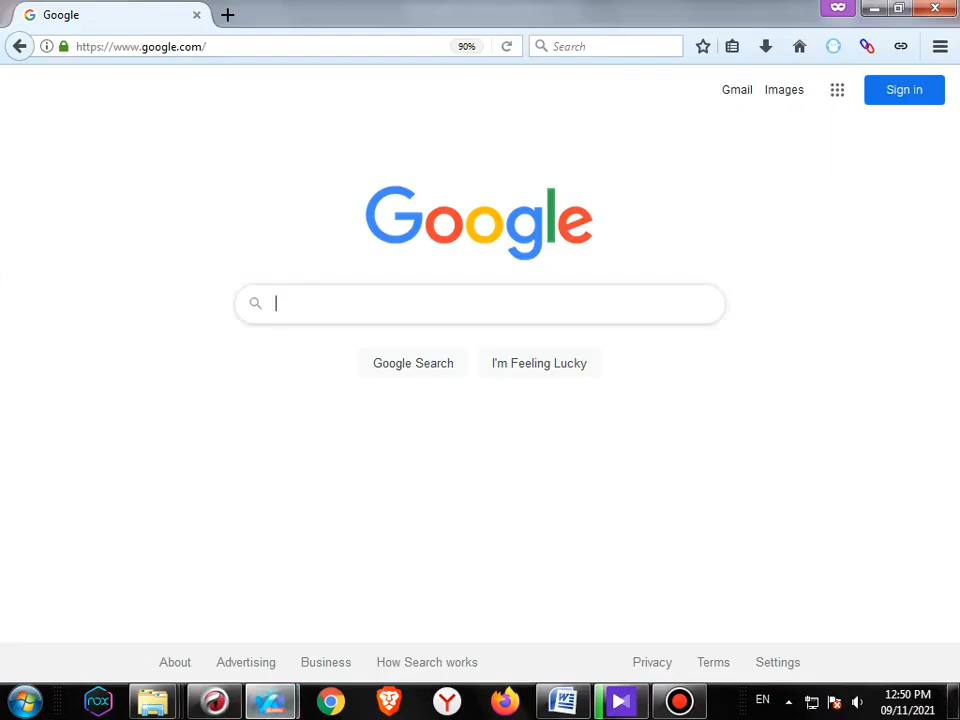 Google
https://www.google.com/
90%
Search
Gmail
Images
Sign in
Google
Google Search
I'm Feeling Lucky
About
Advertising
Business
How Search works
Privacy
Terms
Settings
nox
EN
12:50 PM
09/11/2021